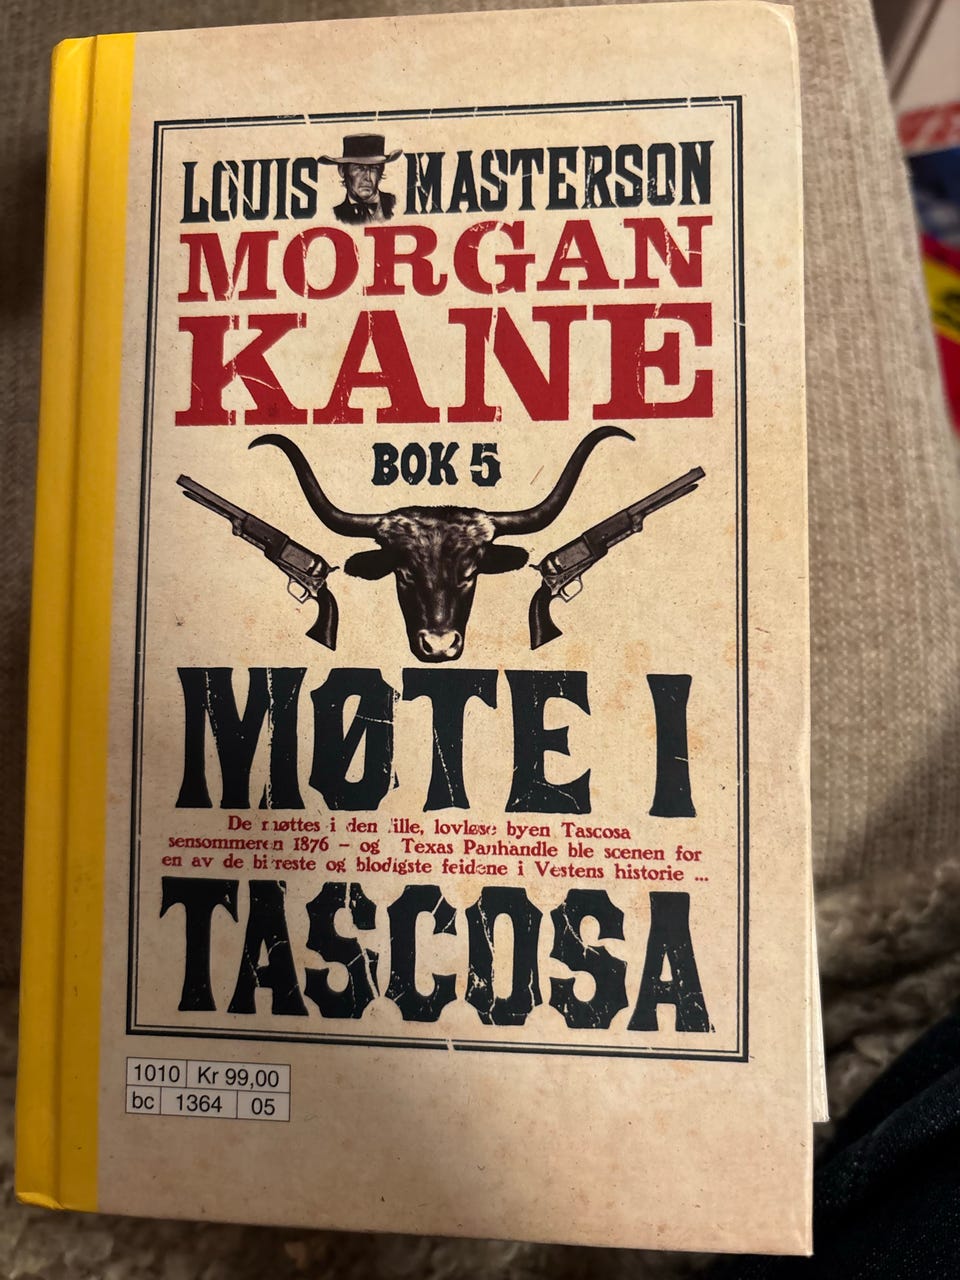 LOUIS MASTERSON
MORGAN
KANE
BOK 5
MØTE I
De møttes i den lille, lovløse byen Tascosa
sensommeren 1876 – og Texas Panhandle ble scenen for
en av de bitreste og blodigste feidene i Vestens historie ...
TASCOSA
1010 Kr 99,00
bc 1364 05